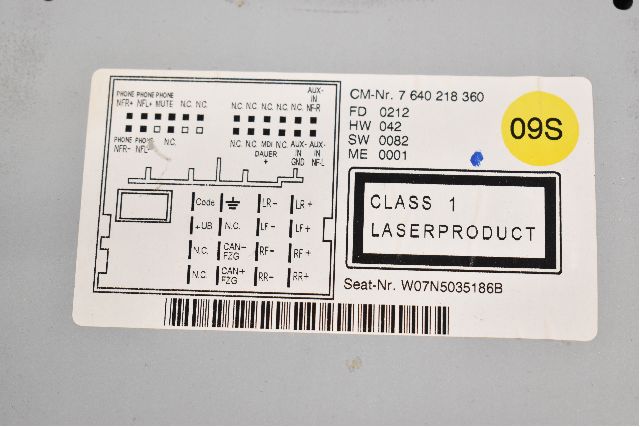 PHONE PHONE PHONE AUX-
NFR+ NFL+ MUTE N.C. N.C. N.C. N.C. N.C. N.C. N.C. IN
NF-R
PHONE PHONE N.C. N.C. N.C. MDI N.C. AUX- AUX-
NFR- NFL- DAUER IN IN
+ GND NF-L
Code LR- LR+
+UB N.C. LF- LF+
N.C. CAN- RF- RF+
FZG
N.C. CAN+ RR- RR+
FZG
CM-Nr. 7 640 218 360
FD 0212
HW 042
SW 0082
ME 0001
09S
CLASS 1
LASERPRODUCT
Seat-Nr. W07N5035186B